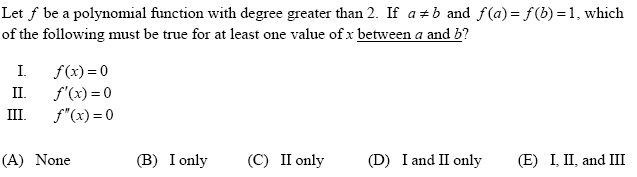 Let f be a polynomial function with degree greater than 2. If a ≠ b and f(a) = f(b) = 1, which
of the following must be true for at least one value of x between a and b?
I. f(x) = 0
II. f'(x) = 0
III. f"(x) = 0
(A) None (B) I only (C) II only (D) I and II only (E) I, II, and III